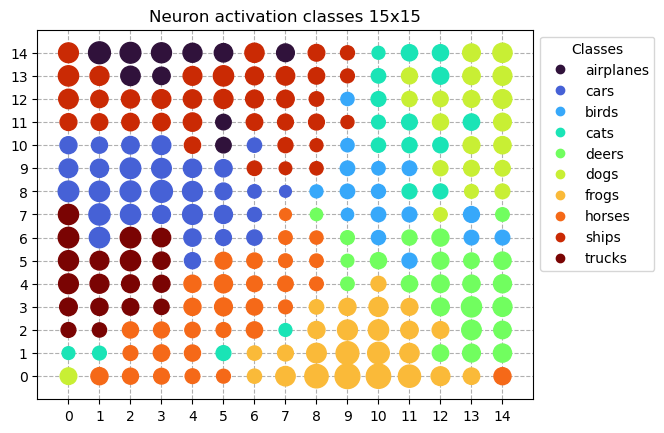 Neuron activation classes 15x15
14
13
12
11
10
9
8
7
6
5
4
3
2
1
0
0 1 2 3 4 5 6 7 8 9 10 11 12 13 14
Classes
airplanes
cars
birds
cats
deers
dogs
frogs
horses
ships
trucks